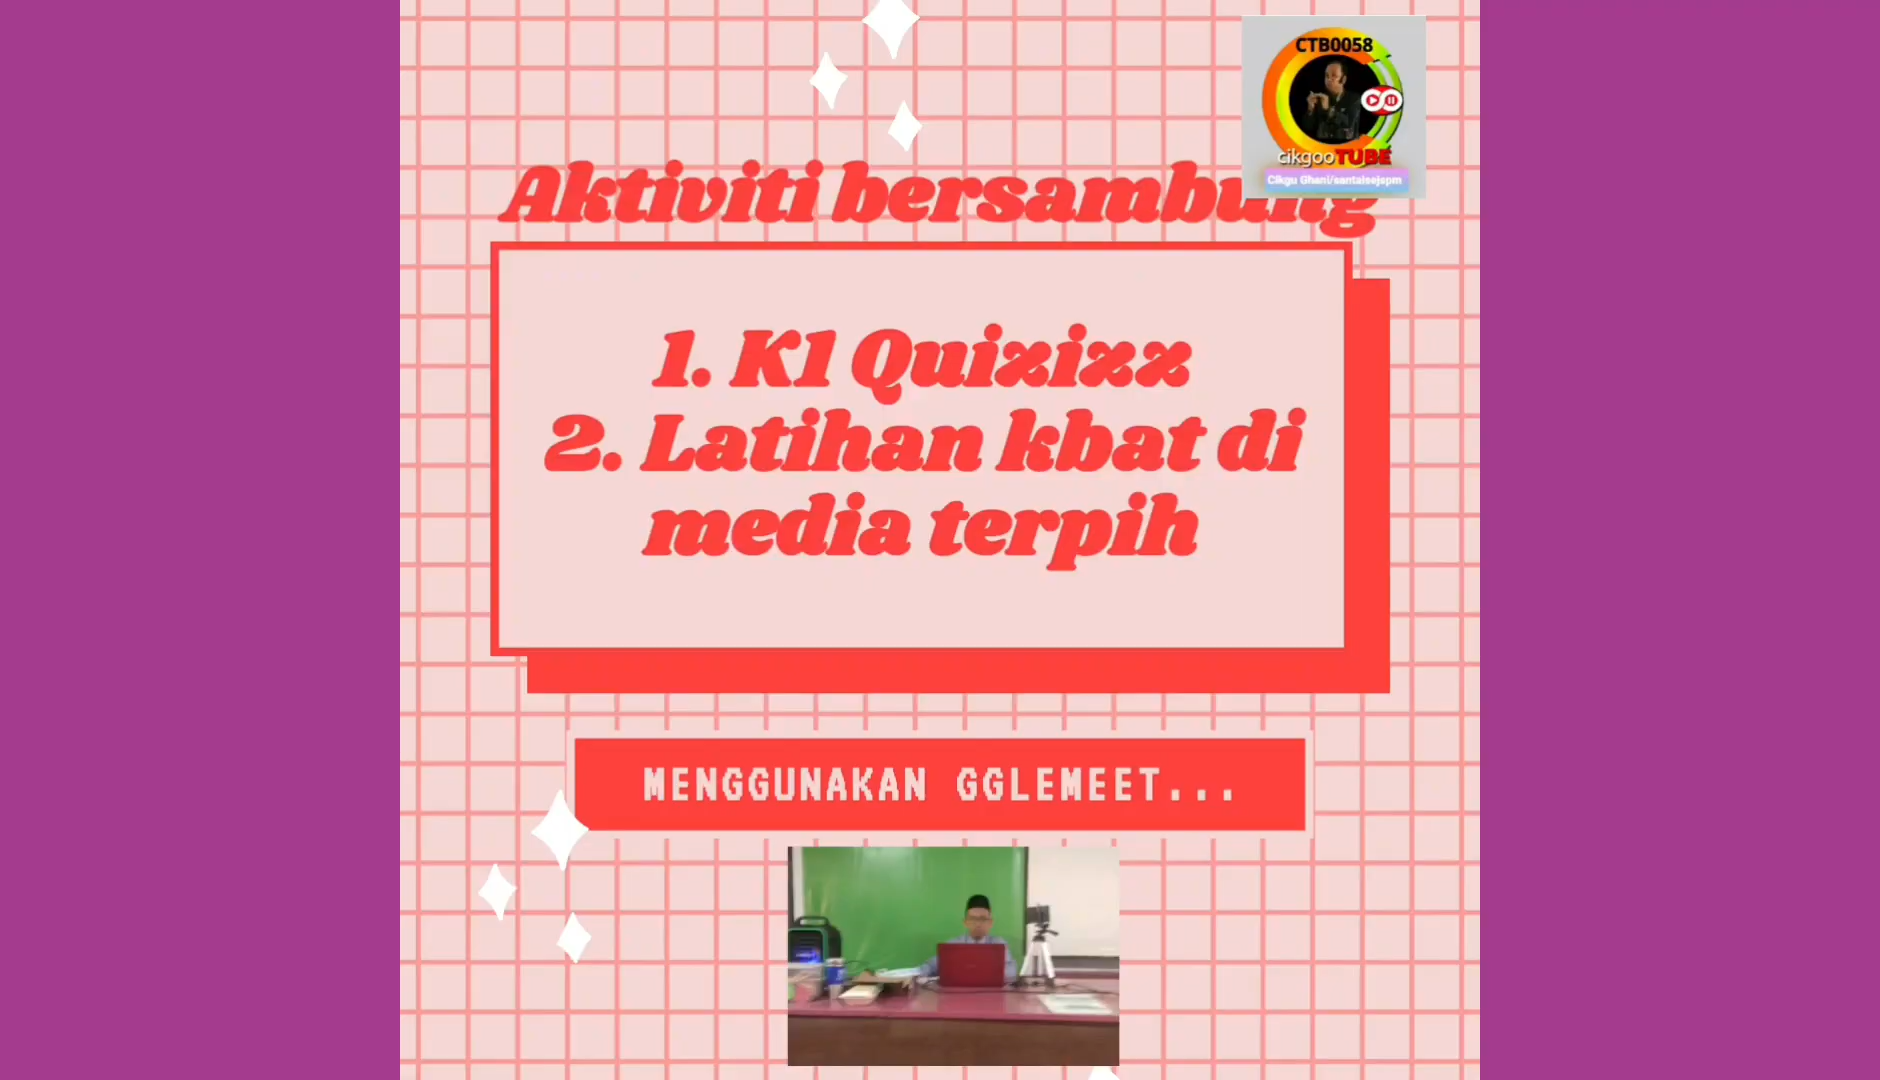 CTB0058
cikgooTUBE
Cikgu Ghani/santaisejspm
Aktiviti bersambung
1. K1 Quizizz
2. Latihan kbat di
media terpih
MENGGUNAKAN GGLEMEET...